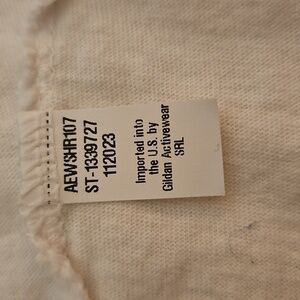 AEWSHR107
ST-1339727
112023
Imported into
the U.S. by
Gildan Activewear
SRL